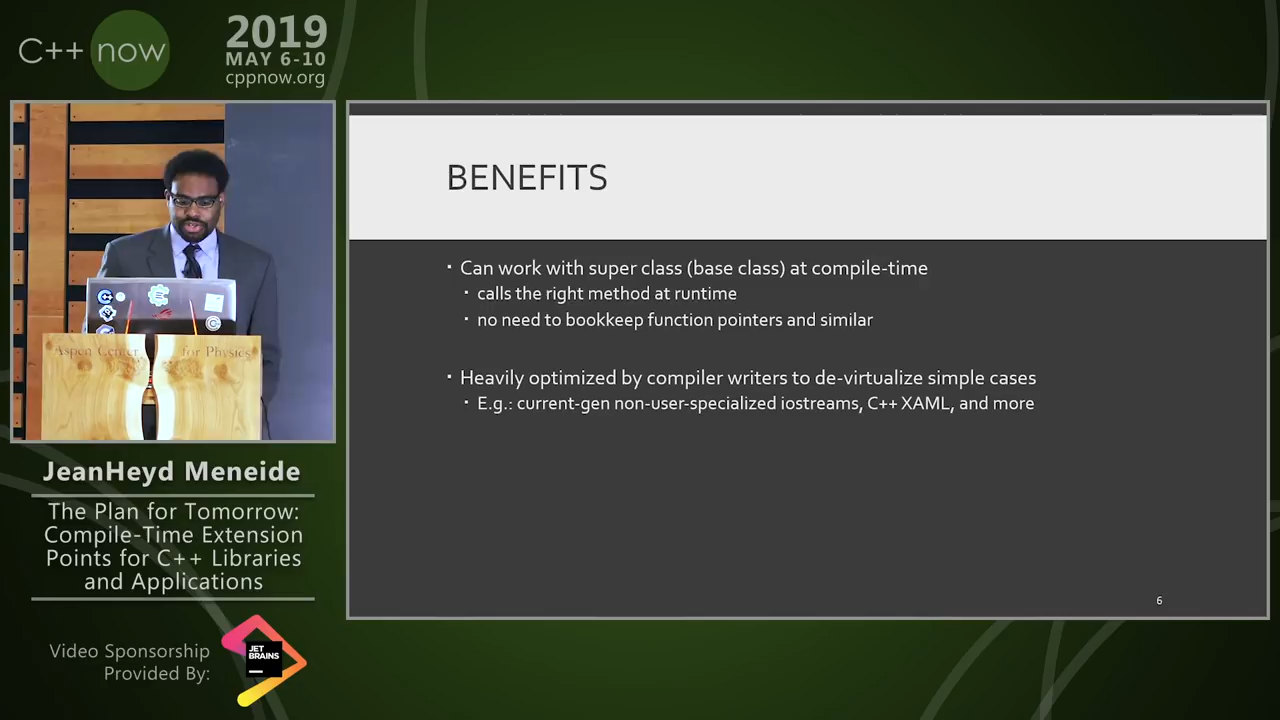 C++ now
2019
MAY 6-10
cppnow.org
Aspen Center for Physics
JeanHeyd Meneide
The Plan for Tomorrow:
Compile-Time Extension
Points for C++ Libraries
and Applications
Video Sponsorship
Provided By:
JET
BRAINS
BENEFITS
▪ Can work with super class (base class) at compile-time
▪ calls the right method at runtime
▪ no need to bookkeep function pointers and similar
▪ Heavily optimized by compiler writers to de-virtualize simple cases
▪ E.g.: current-gen non-user-specialized iostreams, C++ XAML, and more
6